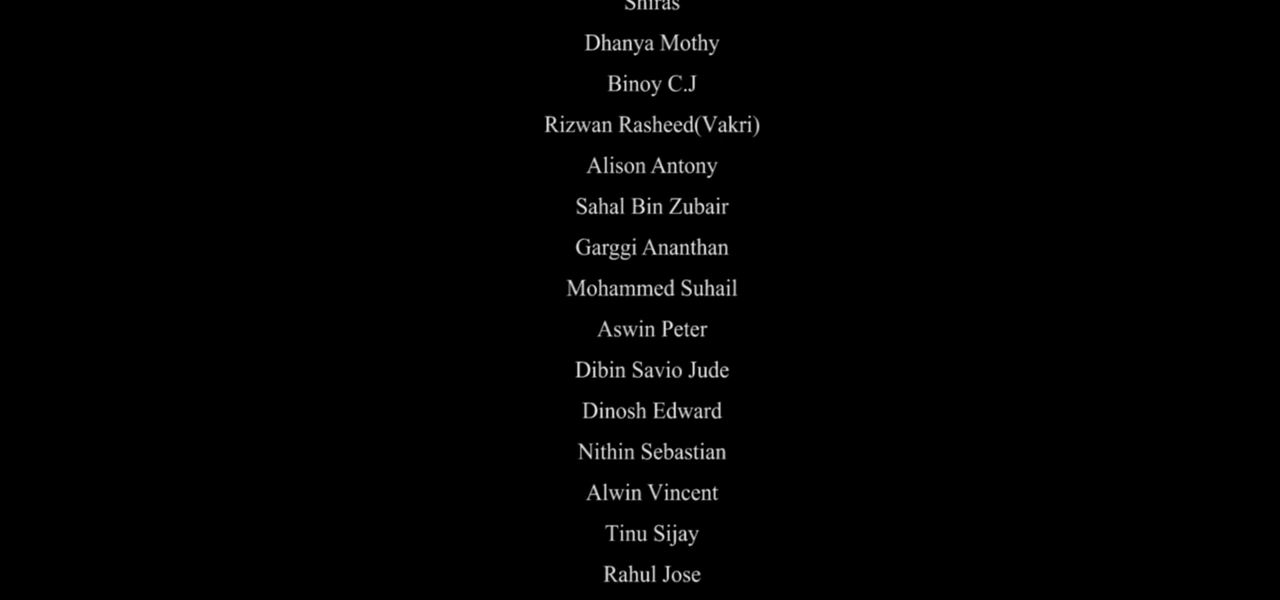 Shiras
Dhanya Mothy
Binoy C.J
Rizwan Rasheed(Vakri)
Alison Antony
Sahal Bin Zubair
Garggi Ananthan
Mohammed Suhail
Aswin Peter
Dibin Savio Jude
Dinosh Edward
Nithin Sebastian
Alwin Vincent
Tinu Sijay
Rahul Jose